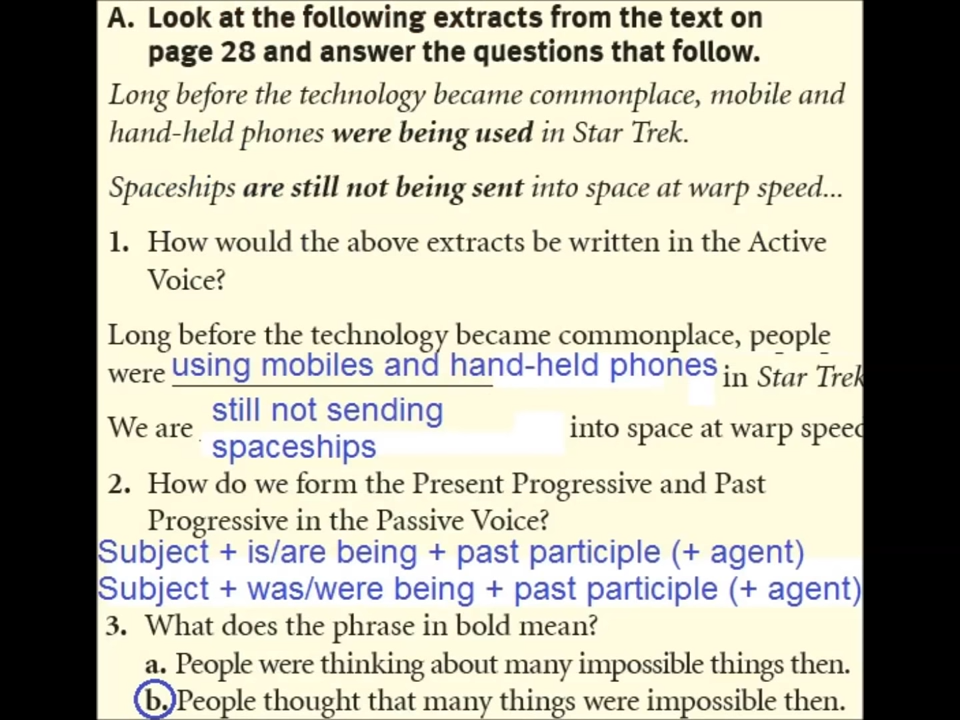 A. Look at the following extracts from the text on
page 28 and answer the questions that follow.
Long before the technology became commonplace, mobile and
hand-held phones were being used in Star Trek.
Spaceships are still not being sent into space at warp speed...
1. How would the above extracts be written in the Active
Voice?
Long before the technology became commonplace, people
were using mobiles and hand-held phones in Star Trek
We are still not sending spaceships into space at warp speed
2. How do we form the Present Progressive and Past
Progressive in the Passive Voice?
Subject + is/are being + past participle (+ agent)
Subject + was/were being + past participle (+ agent)
3. What does the phrase in bold mean?
a. People were thinking about many impossible things then.
b. People thought that many things were impossible then.